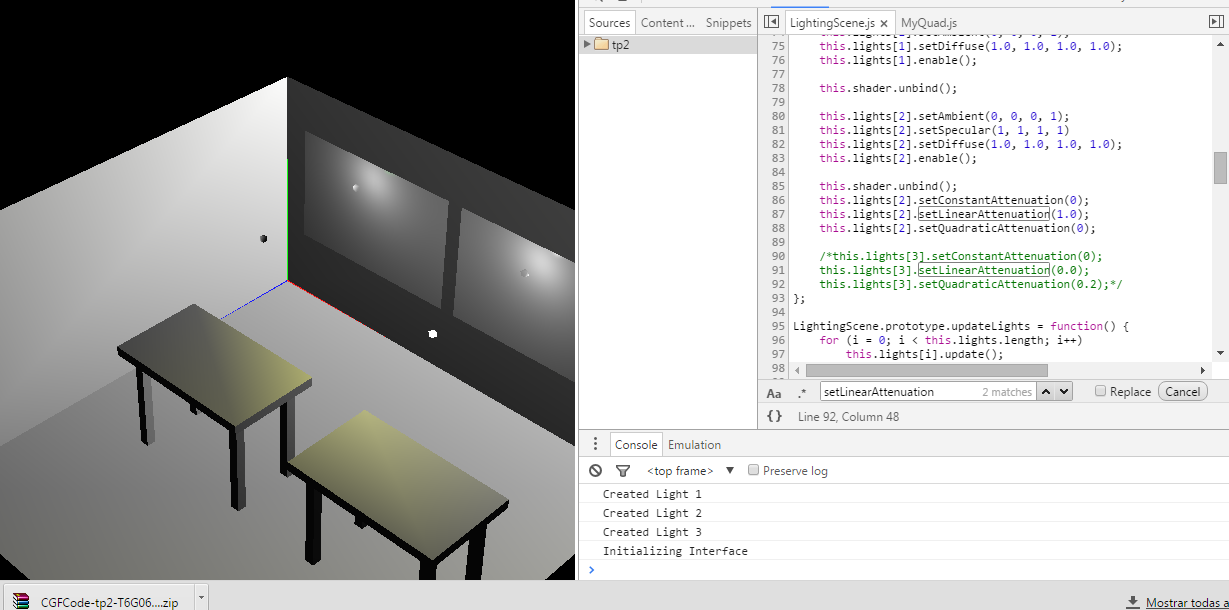 Sources Content ... Snippets
LightingScene.js × MyQuad.js
tp2
75 this.lights[1].setDiffuse(1.0, 1.0, 1.0, 1.0);
76 this.lights[1].enable();
77
78 this.shader.unbind();
79
80 this.lights[2].setAmbient(0, 0, 0, 1);
81 this.lights[2].setSpecular(1, 1, 1, 1)
82 this.lights[2].setDiffuse(1.0, 1.0, 1.0, 1.0);
83 this.lights[2].enable();
84
85 this.shader.unbind();
86 this.lights[2].setConstantAttenuation(0);
87 this.lights[2].setLinearAttenuation(1.0);
88 this.lights[2].setQuadraticAttenuation(0);
89
90 /*this.lights[3].setConstantAttenuation(0);
91 this.lights[3].setLinearAttenuation(0.0);
92 this.lights[3].setQuadraticAttenuation(0.2);*/
93 };
94
95 LightingScene.prototype.updateLights = function() {
96 for (i = 0; i < this.lights.length; i++)
97 this.lights[i].update();
98
Aa .* setLinearAttenuation 2 matches Replace Cancel
{} Line 92, Column 48
Console Emulation
<top frame> ▼ Preserve log
Created Light 1
Created Light 2
Created Light 3
Initializing Interface
>
CGFCode-tp2-T6G06....zip
Mostrar todas a